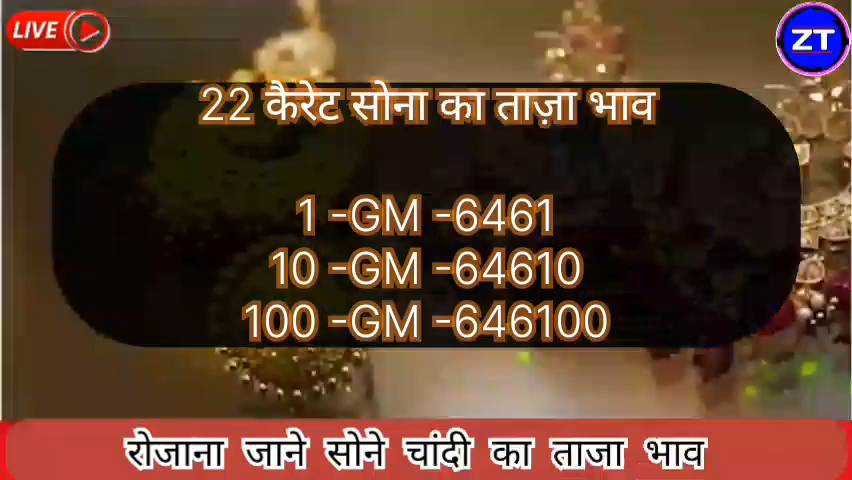 LIVE
ZT
22 कैरेट सोना का ताज़ा भाव
1 -GM -6461
10 -GM -64610
100 -GM -646100
रोजाना जाने सोने चांदी का ताजा भाव